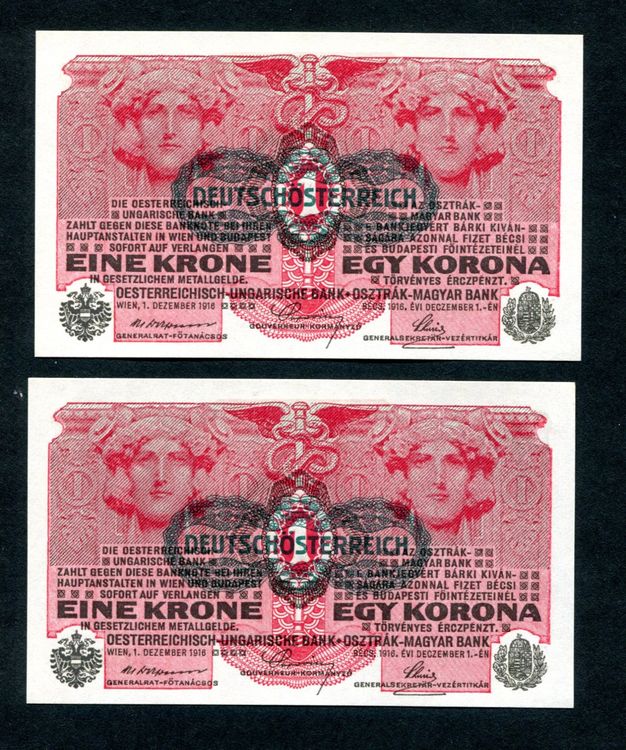 DEUTSCHÖSTERREICH
1
DIE OESTERREICHISCH-
UNGARISCHE BANK
ZAHLT GEGEN DIESE BANKNOTE BEI IHREN
HAUPTANSTALTEN IN WIEN UND BUDAPEST
SOFORT AUF VERLANGEN
EINE KRONE
IN GESETZLICHEM METALLGELDE.
AZ OSZTRÁK-
MAGYAR BANK
E BANKJEGYÉRT BÁRKI KIVÁN-
SÁGÁRA AZONNAL FIZET BÉCSI
ÉS BUDAPESTI FŐINTÉZETEINÉL
EGY KORONA
TÖRVÉNYES ÉRCZPÉNZT.
OESTERREICHISCH-UNGARISCHE BANK • OSZTRÁK-MAGYAR BANK
WIEN, 1. DEZEMBER 1916
BÉCS, 1916. ÉVI DECZEMBER 1.-ÉN
GENERALRAT-FŐTANÁCSOS
GOUVERNEUR-KORMÁNYZÓ
GENERALSEKRETÄR-VEZÉRTITKÁR
DEUTSCHÖSTERREICH
1
DIE OESTERREICHISCH-
UNGARISCHE BANK
ZAHLT GEGEN DIESE BANKNOTE BEI IHREN
HAUPTANSTALTEN IN WIEN UND BUDAPEST
SOFORT AUF VERLANGEN
EINE KRONE
IN GESETZLICHEM METALLGELDE.
AZ OSZTRÁK-
MAGYAR BANK
E BANKJEGYÉRT BÁRKI KIVÁN-
SÁGÁRA AZONNAL FIZET BÉCSI
ÉS BUDAPESTI FŐINTÉZETEINÉL
EGY KORONA
TÖRVÉNYES ÉRCZPÉNZT.
OESTERREICHISCH-UNGARISCHE BANK • OSZTRÁK-MAGYAR BANK
WIEN, 1. DEZEMBER 1916
BÉCS, 1916. ÉVI DECZEMBER 1.-ÉN
GENERALRAT-FŐTANÁCSOS
GOUVERNEUR-KORMÁNYZÓ
GENERALSEKRETÄR-VEZÉRTITKÁR